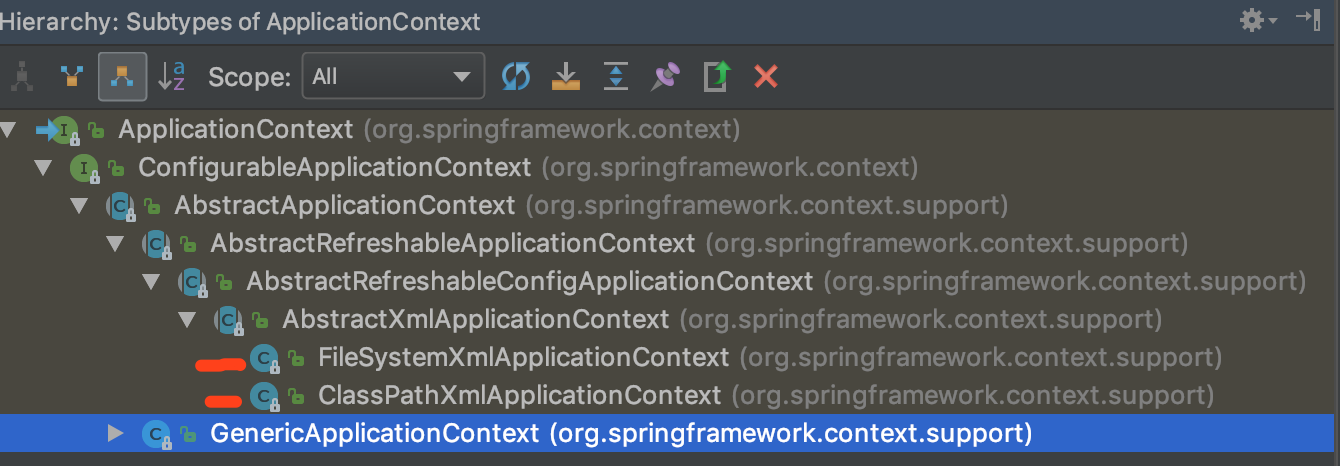 Hierarchy: Subtypes of ApplicationContext
a z Scope: All
I ApplicationContext (org.springframework.context)
I ConfigurableApplicationContext (org.springframework.context)
C AbstractApplicationContext (org.springframework.context.support)
C AbstractRefreshableApplicationContext (org.springframework.context.support)
C AbstractRefreshableConfigApplicationContext (org.springframework.context.support)
C AbstractXmlApplicationContext (org.springframework.context.support)
C FileSystemXmlApplicationContext (org.springframework.context.support)
C ClassPathXmlApplicationContext (org.springframework.context.support)
C GenericApplicationContext (org.springframework.context.support)